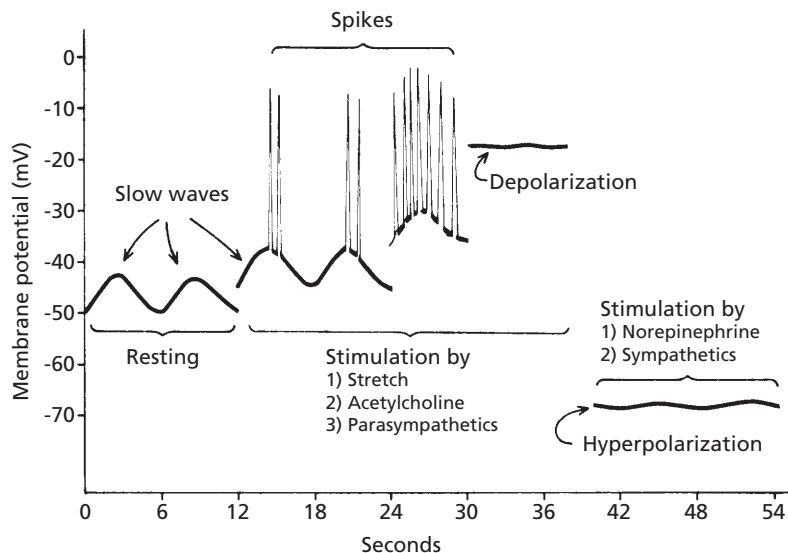 Spikes
0
-10
-20
-30
-40
-50
-60
-70
Membrane potential (mV)
Slow waves
Depolarization
Resting
Stimulation by
1) Stretch
2) Acetylcholine
3) Parasympathetics
Stimulation by
1) Norepinephrine
2) Sympathetics
Hyperpolarization
0 6 12 18 24 30 36 42 48 54
Seconds